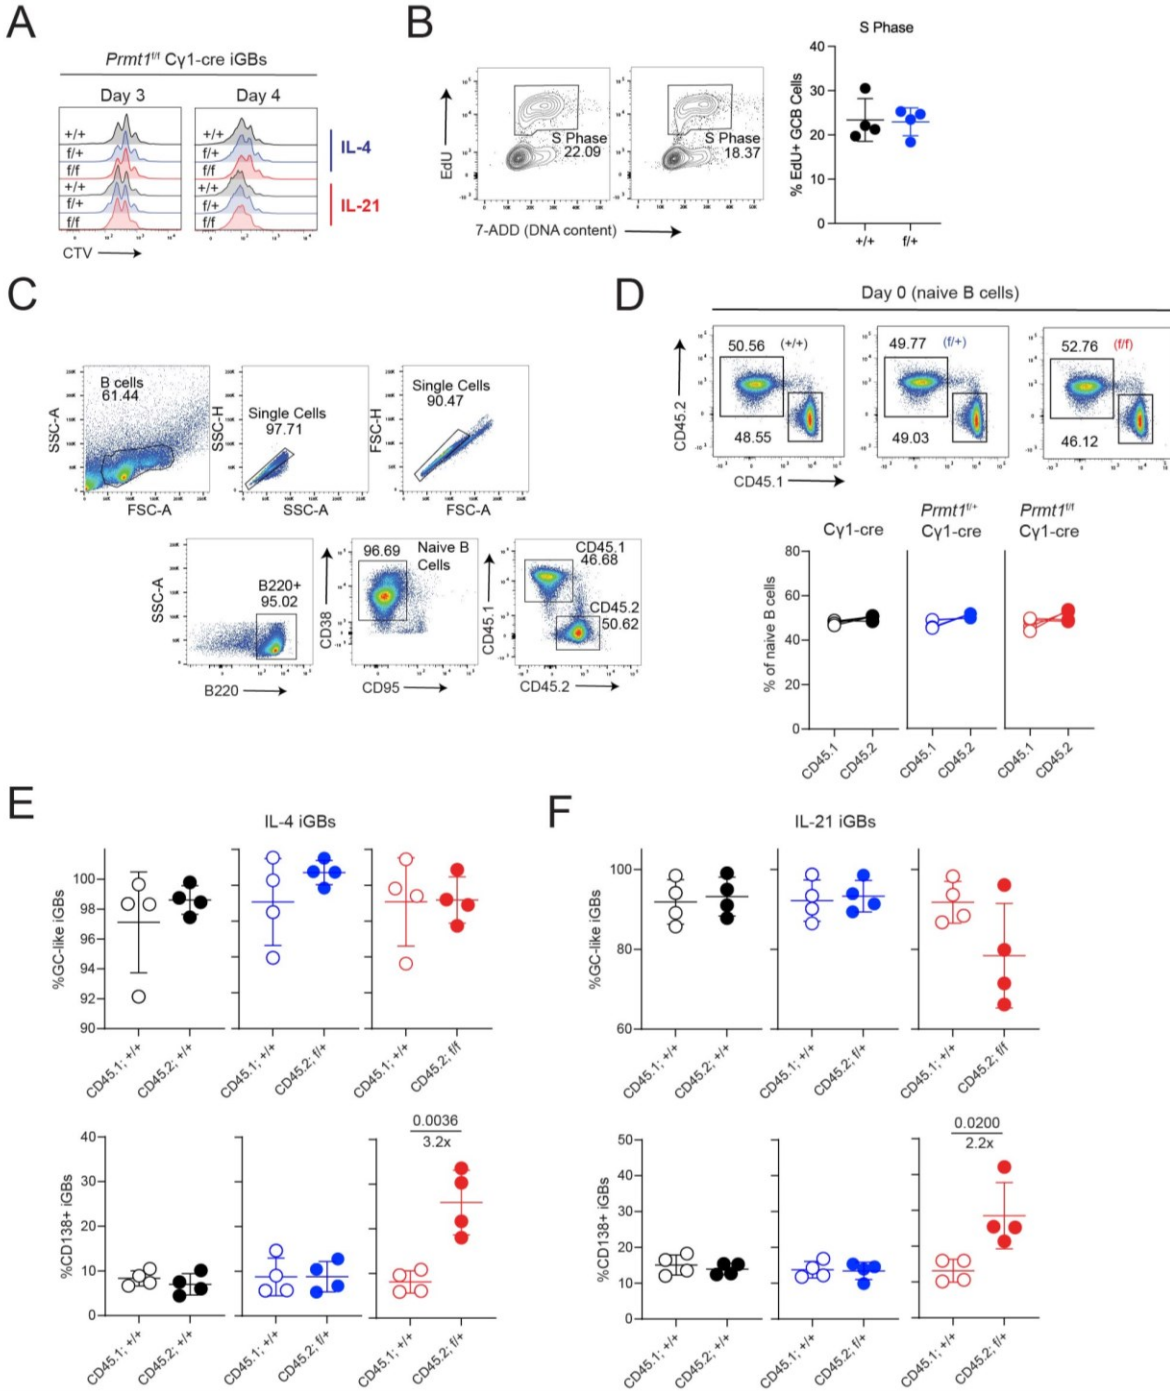 A
Prmt1f/f Cγ1-cre iGBs
Day 3
Day 4
+/+
f/+
f/f
+/+
f/+
f/f
+/+
f/+
f/f
+/+
f/+
f/f
IL-4
IL-21
CTV
B
S Phase
22.09
S Phase
18.37
EdU
7-ADD (DNA content)
S Phase
% EdU+ GCB Cells
40
30
20
10
0
+/+
f/+
C
B cells
61.44
SSC-A
FSC-A
Single Cells
97.71
SSC-H
SSC-A
Single Cells
90.47
FSC-H
FSC-A
B220+
95.02
SSC-A
B220
96.69
Naive B
Cells
CD38
CD95
CD45.1
46.68
CD45.2
50.62
CD45.1
CD45.2
D
Day 0 (naive B cells)
50.56 (+/+)
48.55
49.77 (f/+)
49.03
52.76 (f/f)
46.12
CD45.2
CD45.1
Cγ1-cre
Prmt1f/+
Cγ1-cre
Prmt1f/f
Cγ1-cre
% of naive B cells
80
60
40
20
0
CD45.1
CD45.2
CD45.1
CD45.2
CD45.1
CD45.2
E
IL-4 iGBs
%GC-like iGBs
100
98
96
94
92
90
CD45.1; +/+
CD45.2; +/+
CD45.1; +/+
CD45.2; f/+
CD45.1; +/+
CD45.2; f/f
%CD138+ iGBs
40
30
20
10
0
0.0036
3.2x
CD45.1; +/+
CD45.2; +/+
CD45.1; +/+
CD45.2; f/+
CD45.1; +/+
CD45.2; f/+
F
IL-21 iGBs
%GC-like iGBs
100
80
60
CD45.1; +/+
CD45.2; +/+
CD45.1; +/+
CD45.2; f/+
CD45.1; +/+
CD45.2; f/f
%CD138+ iGBs
50
40
30
20
10
0
0.0200
2.2x
CD45.1; +/+
CD45.2; +/+
CD45.1; +/+
CD45.2; f/+
CD45.1; +/+
CD45.2; f/+